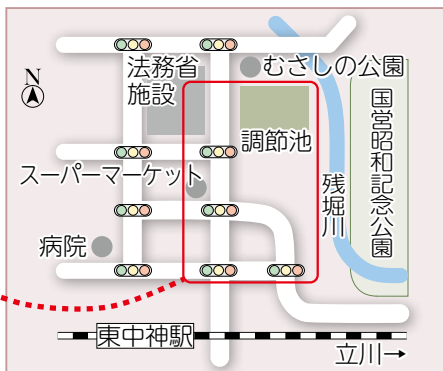 N
法務省
施設
むさしの公園
調節池
国営昭和記念公園
残堀川
スーパーマーケット
病院
東中神駅
立川→